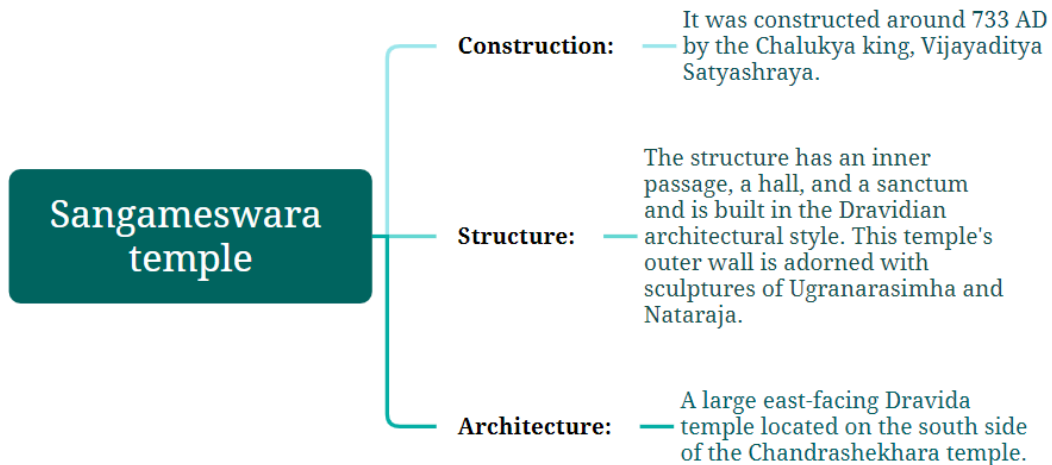 Sangameswara
temple
Construction:
It was constructed around 733 AD
by the Chalukya king, Vijayaditya
Satyashraya.
Structure:
The structure has an inner
passage, a hall, and a sanctum
and is built in the Dravidian
architectural style. This temple's
outer wall is adorned with
sculptures of Ugranarasimha and
Nataraja.
Architecture:
A large east-facing Dravida
temple located on the south side
of the Chandrashekhara temple.